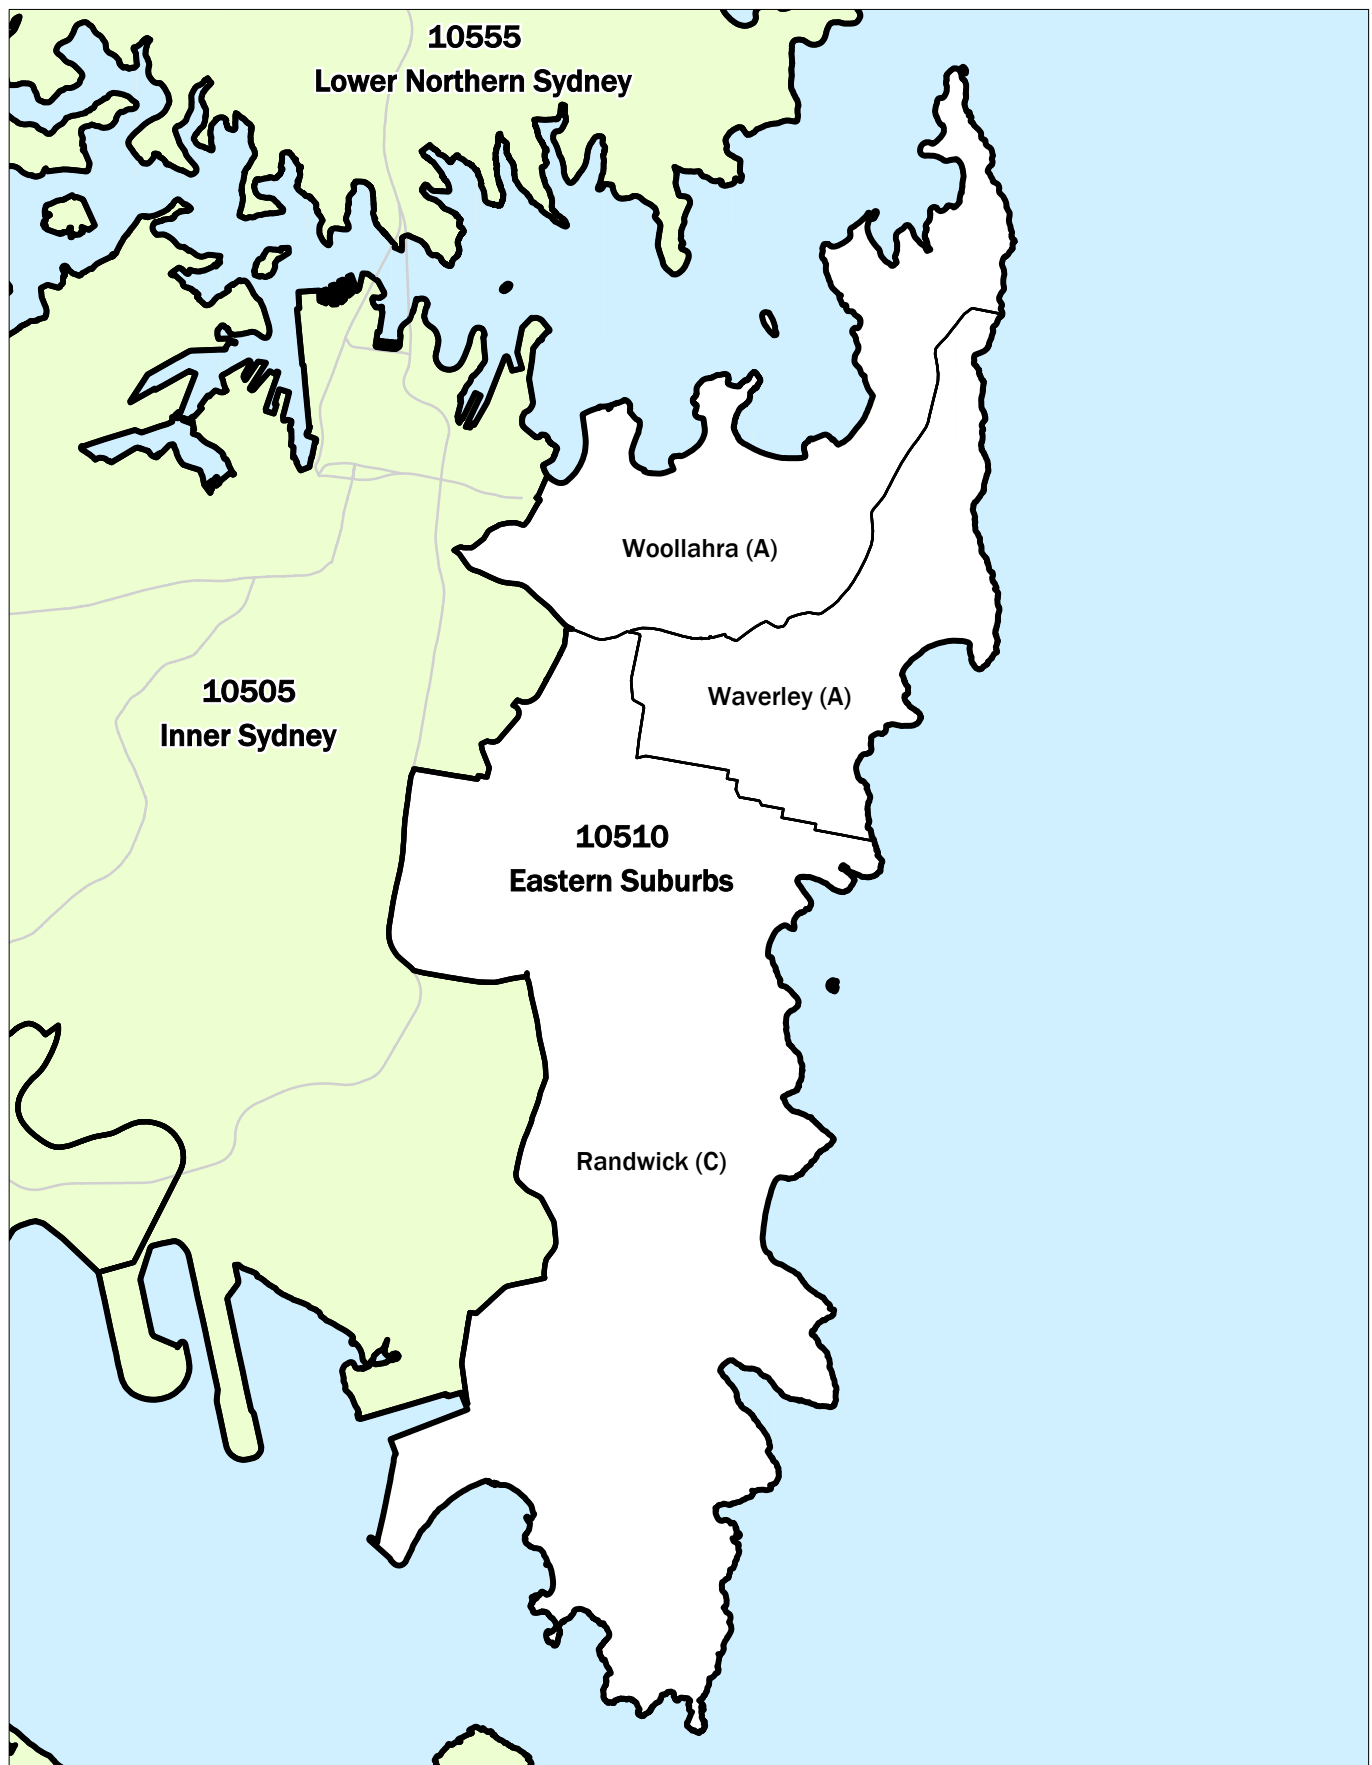 10555
Lower Northern Sydney
Woollahra (A)
10505
Inner Sydney
Waverley (A)
10510
Eastern Suburbs
Randwick (C)